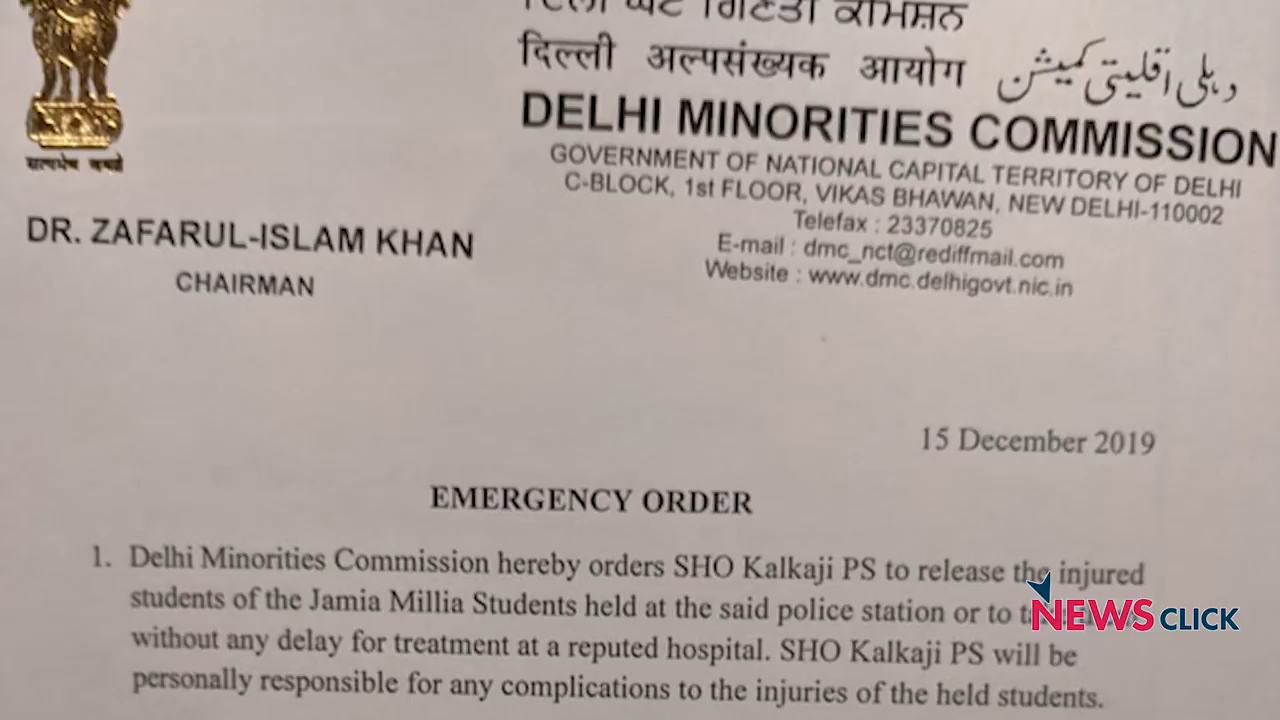 दिल्ली अल्पसंख्यक आयोग دہلی اقلیتی کمیشن
DELHI MINORITIES COMMISSION
GOVERNMENT OF NATIONAL CAPITAL TERRITORY OF DELHI
C-BLOCK, 1st FLOOR, VIKAS BHAWAN, NEW DELHI-110002
Telefax : 23370825
E-mail : dmc_nct@rediffmail.com
Website : www.dmc.delhigovt.nic.in
सत्यमेव जयते
DR. ZAFARUL-ISLAM KHAN
CHAIRMAN
15 December 2019
EMERGENCY ORDER
1. Delhi Minorities Commission hereby orders SHO Kalkaji PS to release the injured
students of the Jamia Millia Students held at the said police station or to
without any delay for treatment at a reputed hospital. SHO Kalkaji PS will be
personally responsible for any complications to the injuries of the held students.
NEWSCLICK